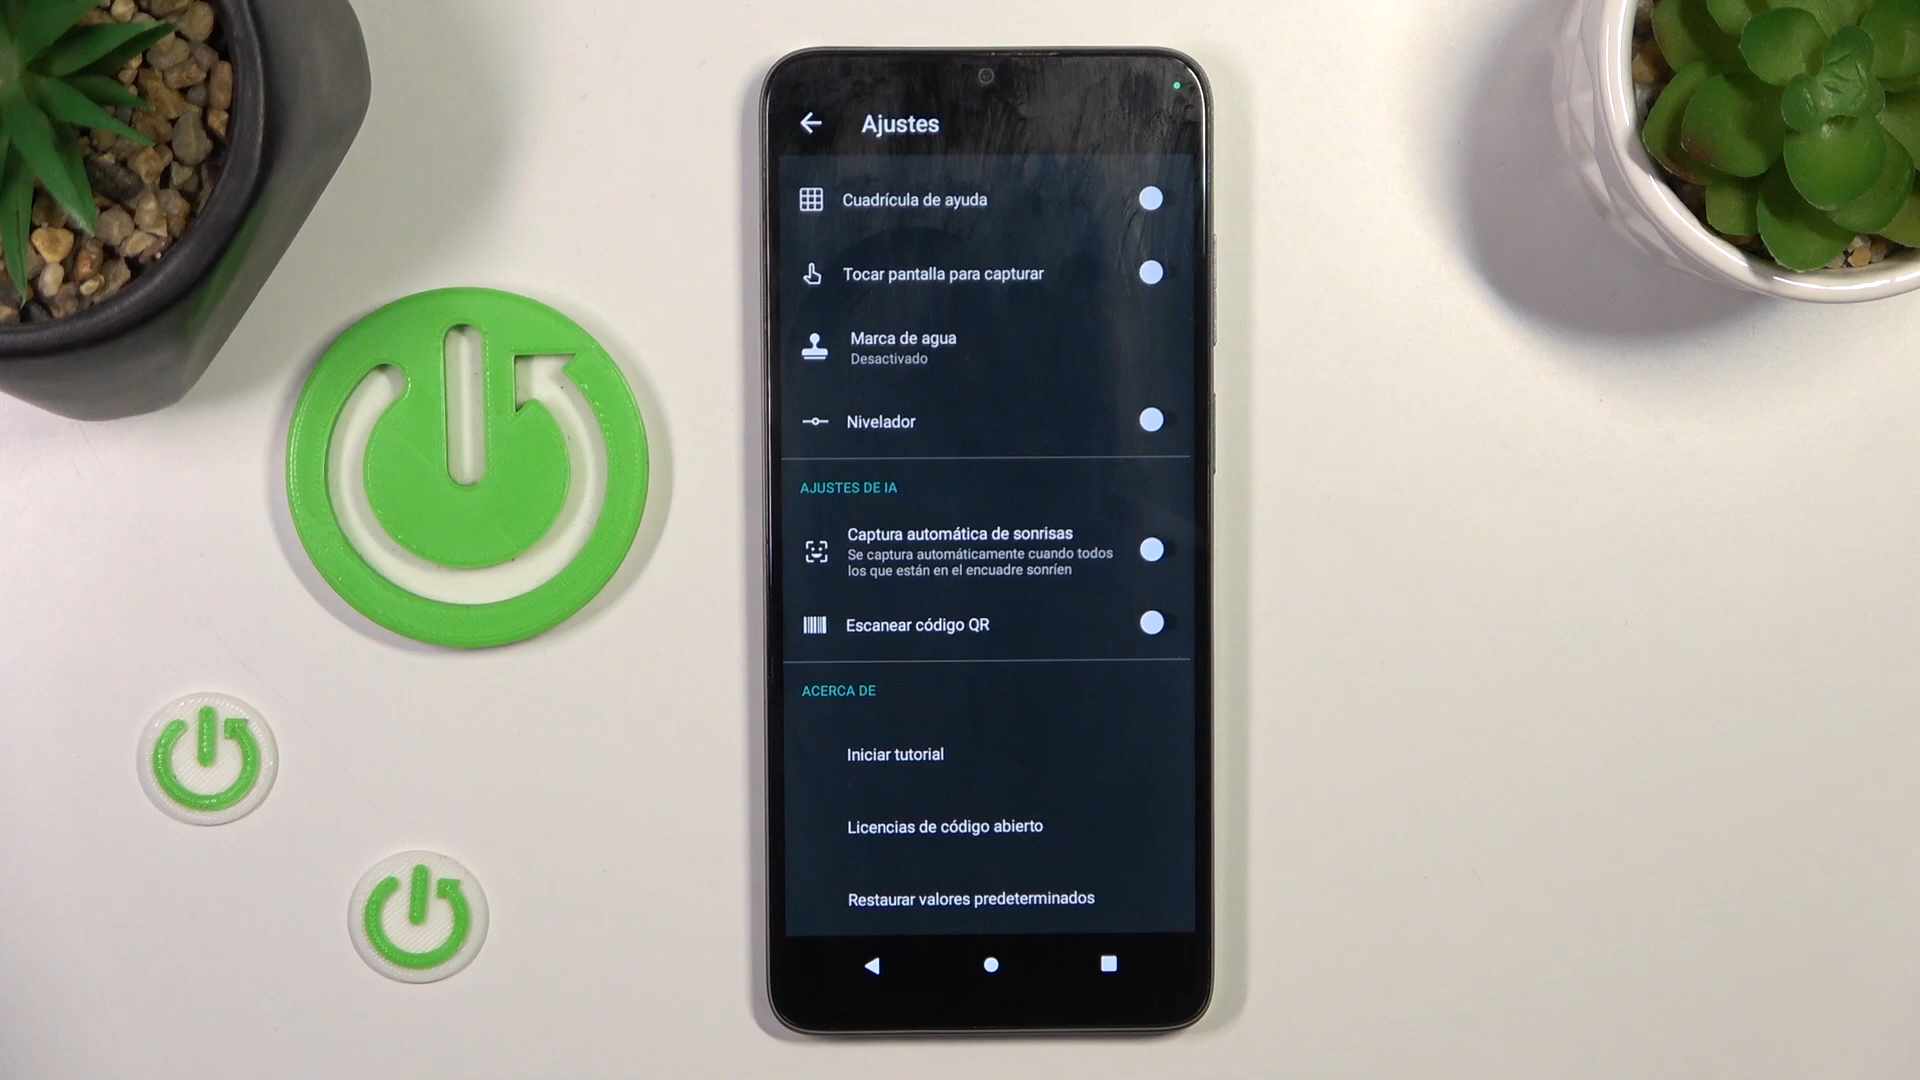 Ajustes
Cuadrícula de ayuda
Tocar pantalla para capturar
Marca de agua
Desactivado
Nivelador
AJUSTES DE IA
Captura automática de sonrisas
Se captura automáticamente cuando todos
los que están en el encuadre sonríen
Escanear código QR
ACERCA DE
Iniciar tutorial
Licencias de código abierto
Restaurar valores predeterminados